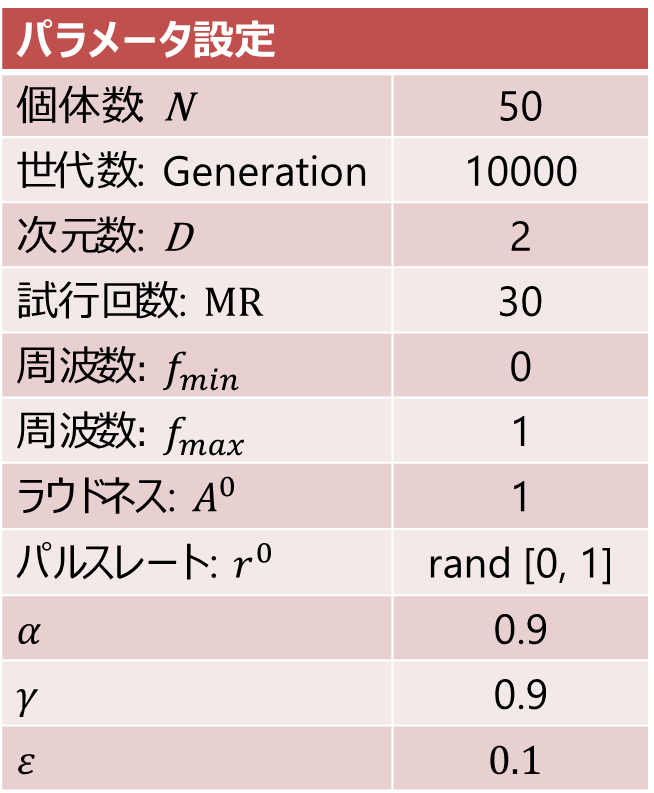 パラメータ設定
個体数: N 50
世代数: Generation 10000
次元数: D 2
試行回数: MR 30
周波数: f_min 0
周波数: f_max 1
ラウドネス: A⁰ 1
パルスレート: r⁰ rand [0, 1]
α 0.9
γ 0.9
ε 0.1